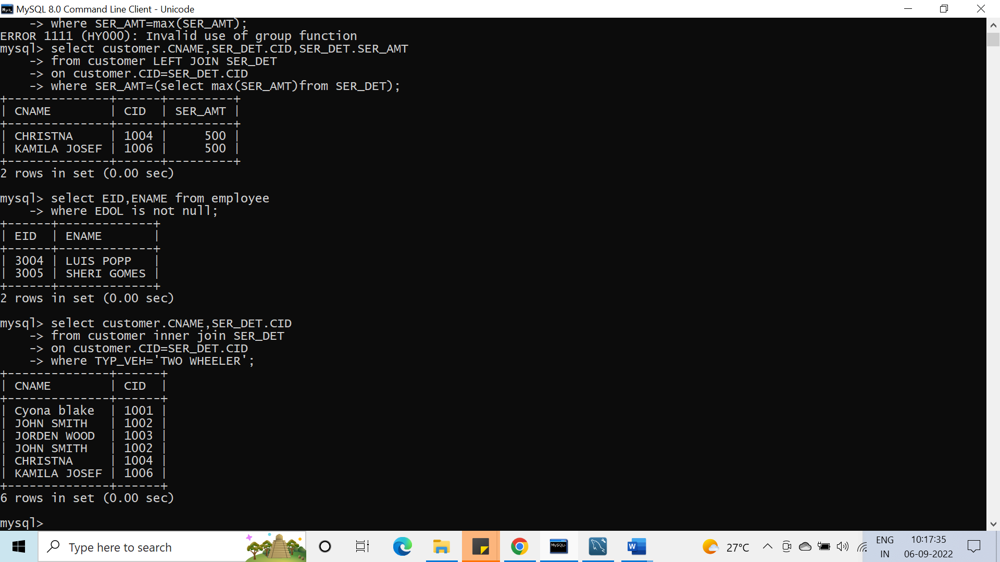 MySQL 8.0 Command Line Client - Unicode
    -> where SER_AMT=max(SER_AMT);
ERROR 1111 (HY000): Invalid use of group function
mysql> select customer.CNAME,SER_DET.CID,SER_DET.SER_AMT
    -> from customer LEFT JOIN SER_DET
    -> on customer.CID=SER_DET.CID
    -> where SER_AMT=(select max(SER_AMT)from SER_DET);
+--------------+------+---------+
| CNAME        | CID  | SER_AMT |
+--------------+------+---------+
| CHRISTNA     | 1004 |     500 |
| KAMILA JOSEF | 1006 |     500 |
+--------------+------+---------+
2 rows in set (0.00 sec)
mysql> select EID,ENAME from employee
    -> where EDOL is not null;
+------+-------------+
| EID  | ENAME       |
+------+-------------+
| 3004 | LUIS POPP   |
| 3005 | SHERI GOMES |
+------+-------------+
2 rows in set (0.00 sec)
mysql> select customer.CNAME,SER_DET.CID
    -> from customer inner join SER_DET
    -> on customer.CID=SER_DET.CID
    -> where TYP_VEH='TWO WHEELER';
+--------------+------+
| CNAME        | CID  |
+--------------+------+
| Cyona blake  | 1001 |
| JOHN SMITH   | 1002 |
| JORDEN WOOD  | 1003 |
| JOHN SMITH   | 1002 |
| CHRISTNA     | 1004 |
| KAMILA JOSEF | 1006 |
+--------------+------+
6 rows in set (0.00 sec)
mysql>
Type here to search
MySQL
W
27°C
ENG
IN
10:17:35
06-09-2022